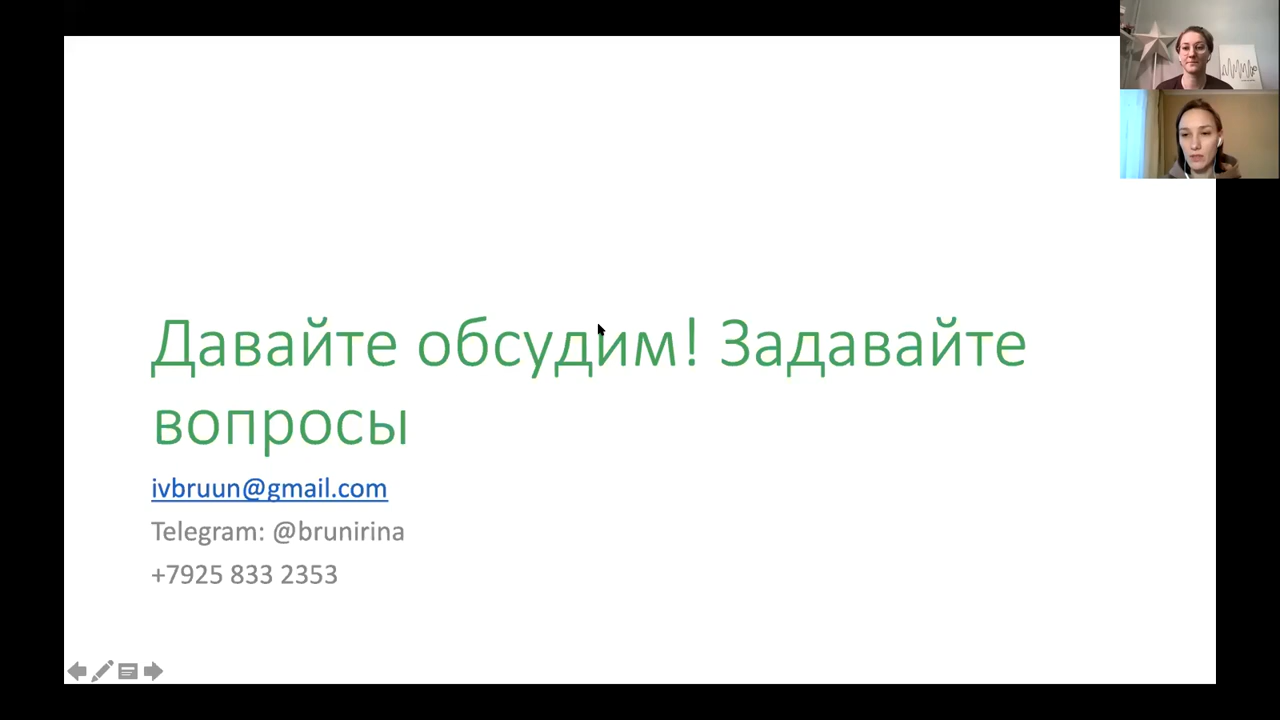 Давайте обсудим! Задавайте
вопросы
ivbruun@gmail.com
Telegram: @brunirina
+7925 833 2353